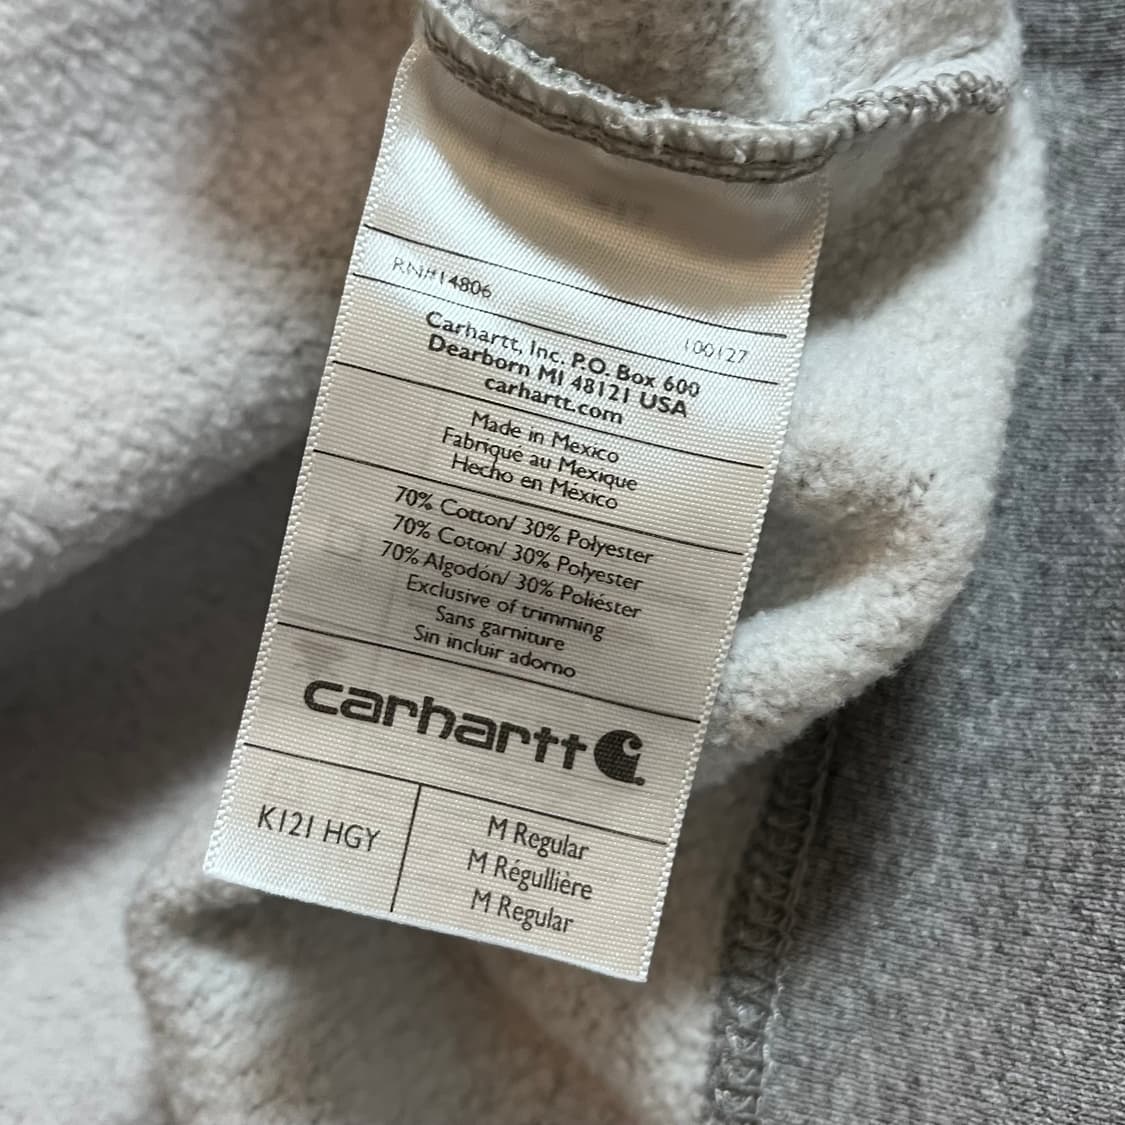 RN#14806
100127
Carhartt, Inc. P.O. Box 600
Dearborn MI 48121 USA
carhartt.com
Made in Mexico
Fabriqué au Mexique
Hecho en México
70% Cotton/ 30% Polyester
70% Coton/ 30% Polyester
70% Algodón/ 30% Poliéster
Exclusive of trimming
Sans garniture
Sin incluir adorno
carhartt
K121 HGY
M Regular
M Régullière
M Regular